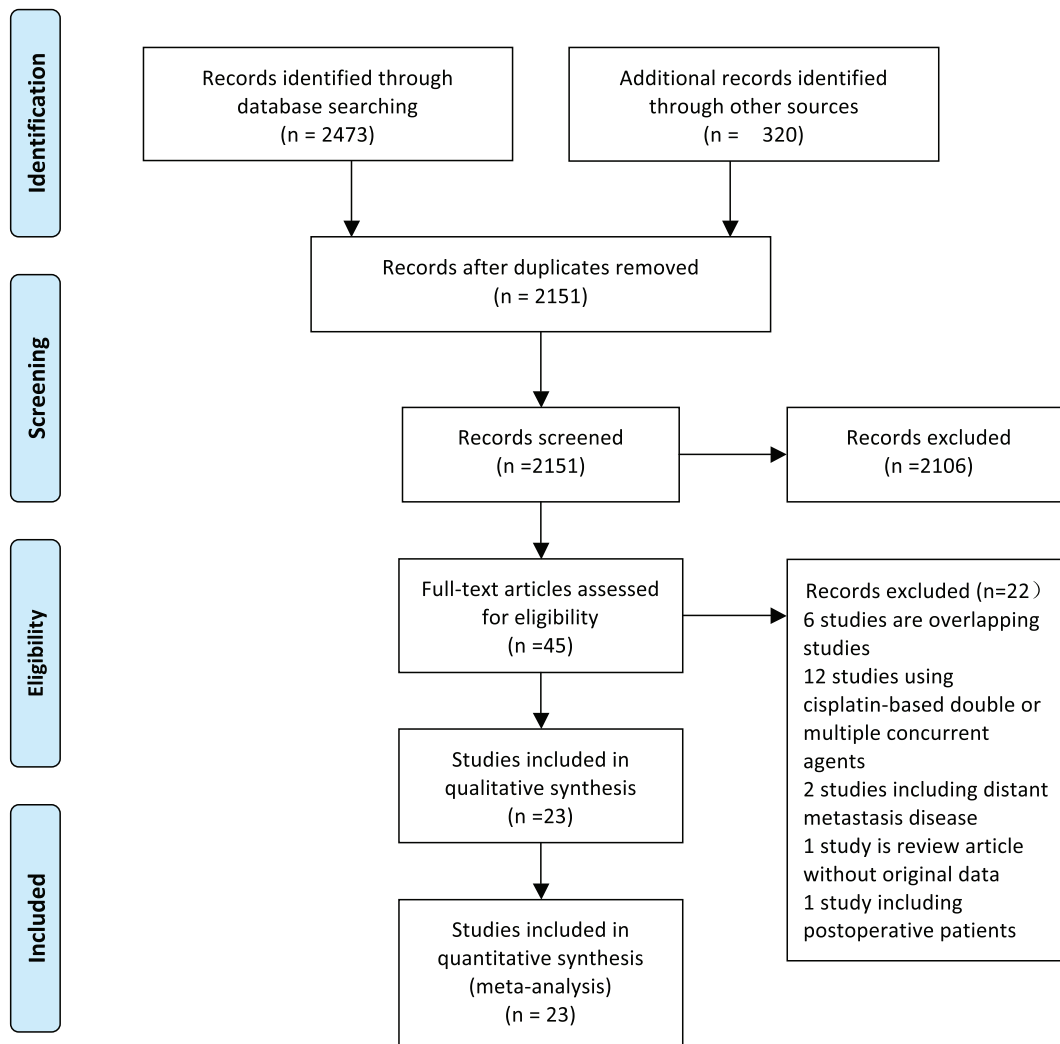 Identification
Records identified through
database searching
(n = 2473)
Additional records identified
through other sources
(n = 320)
Records after duplicates removed
(n = 2151)
Screening
Records screened
(n =2151)
Records excluded
(n =2106)
Eligibility
Full-text articles assessed
for eligibility
(n =45)
Records excluded (n=22）
6 studies are overlapping
studies
12 studies using
cisplatin-based double or
multiple concurrent
agents
2 studies including distant
metastasis disease
1 study is review article
without original data
1 study including
postoperative patients
Studies included in
qualitative synthesis
(n =23)
Included
Studies included in
quantitative synthesis
(meta-analysis)
(n = 23)